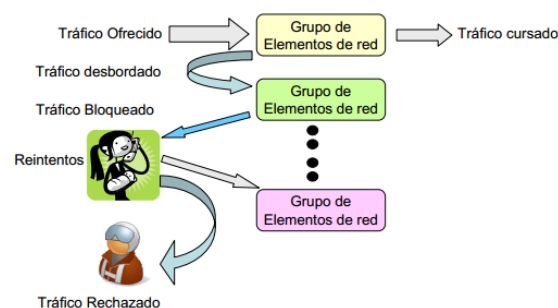 Tráfico Ofrecido
Grupo de
Elementos de red
Tráfico cursado
Tráfico desbordado
Grupo de
Elementos de red
Tráfico Bloqueado
Reintentos
Grupo de
Elementos de red
Tráfico Rechazado